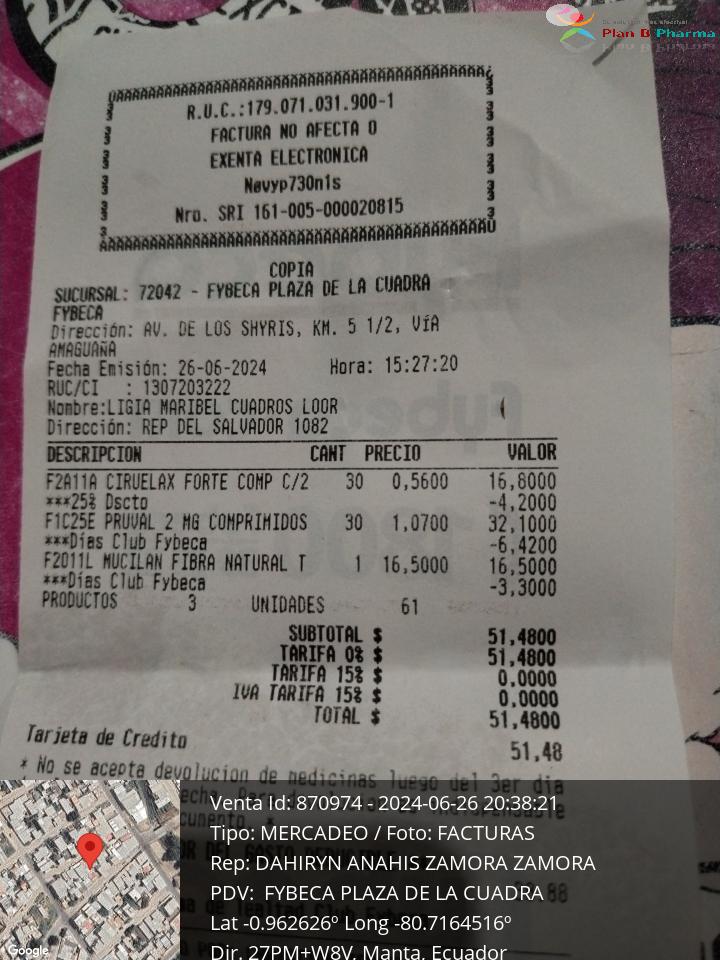 Plan B Pharma
R.U.C.:179.071.031.900-1
FACTURA NO AFECTA 0
EXENTA ELECTRONICA
Navyp730n1s
Nro. SRI 161-005-000020815
COPIA
SUCURSAL: 72042 - FYBECA PLAZA DE LA CUADRA
FYBECA
Dirección: AV. DE LOS SHYRIS, KM. 5 1/2, VíA
AMAGUAÑA
Fecha Emisión: 26-06-2024 Hora: 15:27:20
RUC/CI : 1307203222
Nombre:LIGIA MARIBEL CUADROS LOOR
Dirección: REP DEL SALVADOR 1082
DESCRIPCION CANT PRECIO VALOR
F2A11A CIRUELAX FORTE COMP C/2 30 0,5600 16,8000
***25% Dscto -4,2000
F1C25E PRUVAL 2 MG COMPRIMIDOS 30 1,0700 32,1000
***Días Club Fybeca -6,4200
F2011L MUCILAN FIBRA NATURAL T 1 16,5000 16,5000
***Días Club Fybeca -3,3000
PRODUCTOS 3 UNIDADES 61
SUBTOTAL $ 51,4800
TARIFA 0% $ 51,4800
TARIFA 15% $ 0.0000
IVA TARIFA 15% $ 0.0000
TOTAL $ 51,4800
Tarjeta de Credito 51,48
* No se acepta devolucion de medicinas luego del 3er dia
Venta Id: 870974 - 2024-06-26 20:38:21
Tipo: MERCADEO / Foto: FACTURAS
Rep: DAHIRYN ANAHIS ZAMORA ZAMORA
PDV: FYBECA PLAZA DE LA CUADRA
Lat -0.962626º Long -80.7164516º
Dir. 27PM+W8V, Manta, Ecuador
Google